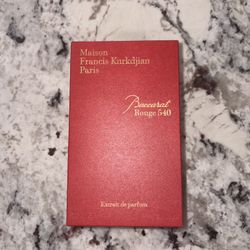 Maison
Francis Kurkdjian
Paris
Baccarat
Rouge 540
Extrait de parfum